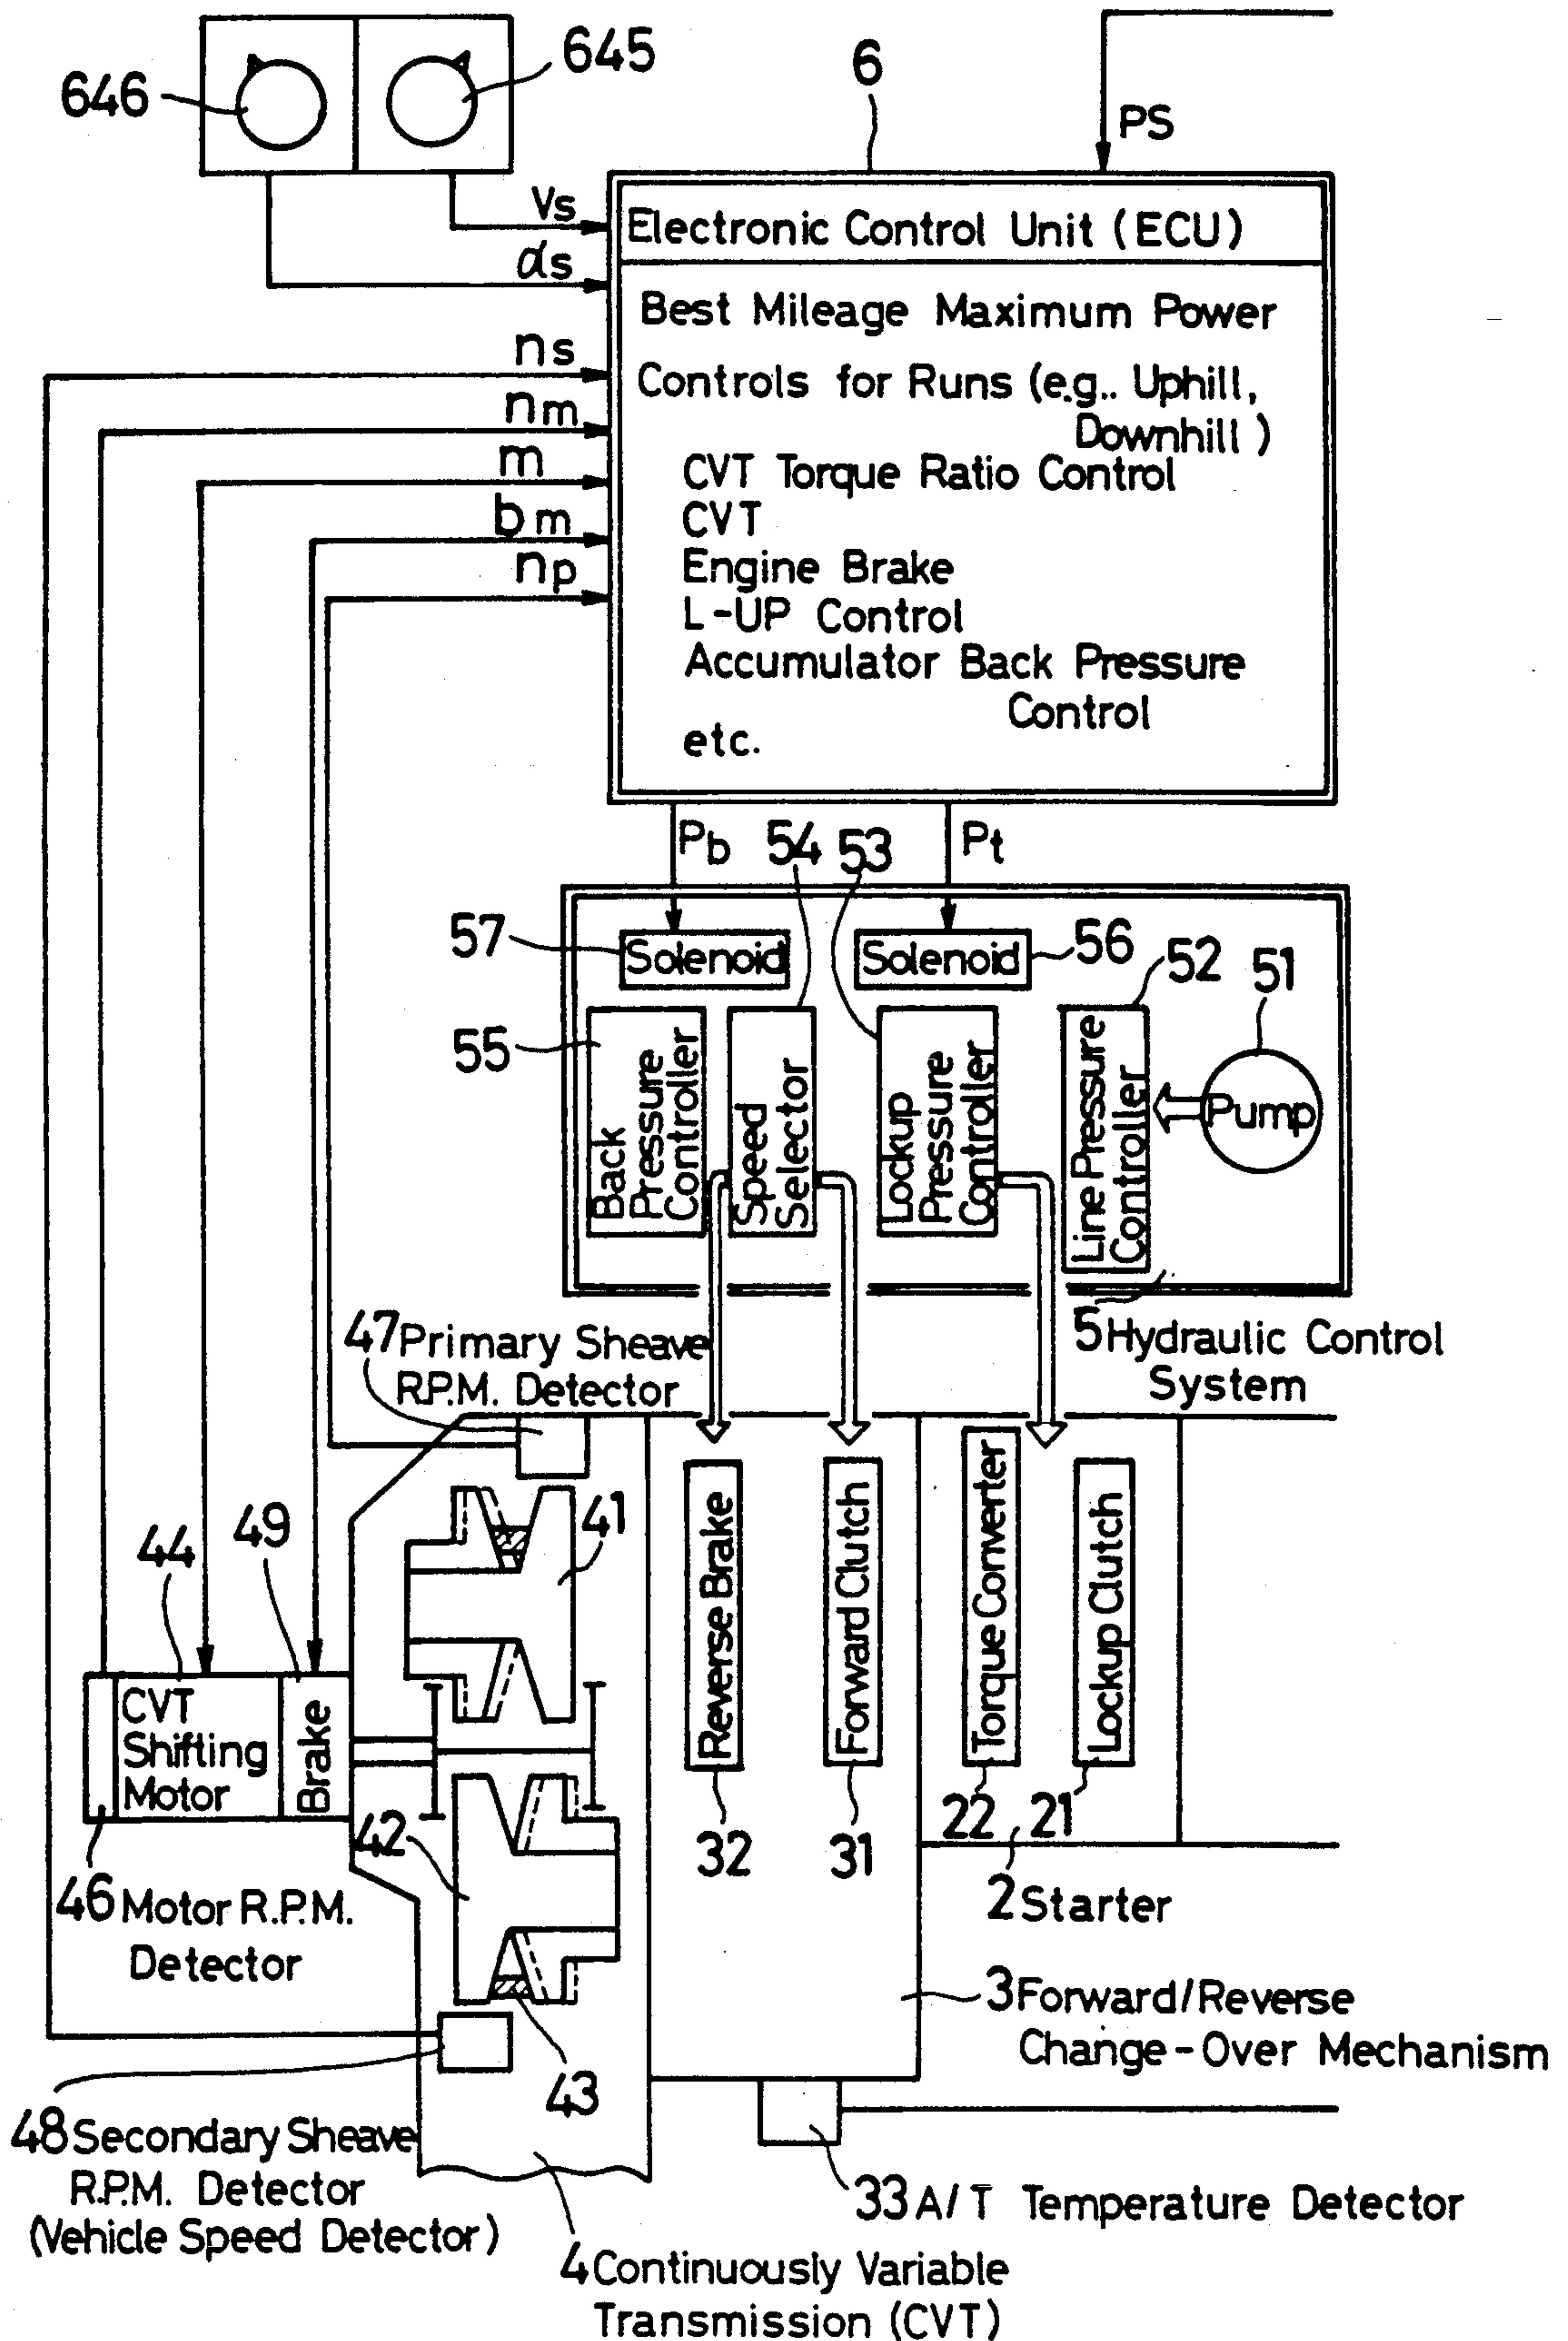 646
645
6
PS
Vs
αs
ns
nm
m
bm
np
Electronic Control Unit (ECU)
Best Mileage Maximum Power
Controls for Runs (e.g.. Uphill,
Downhill)
CVT Torque Ratio Control
CVT
Engine Brake
L-UP Control
Accumulator Back Pressure
Control
etc.
Pb
54
53
Pt
57
Solenoid
Solenoid
56
52
51
55
Back
Pressure
Controller
Speed
Selector
Lockup
Pressure
Controller
Line Pressure
Controller
Pump
47 Primary Sheave
R.P.M. Detector
5 Hydraulic Control
System
44
49
41
CVT
Shifting
Motor
Brake
Reverse Brake
Forward Clutch
Torque Converter
Lockup Clutch
42
32
31
22
21
46 Motor R.P.M.
Detector
2 Starter
3 Forward/Reverse
Change-Over Mechanism
43
48 Secondary Sheave
R.P.M. Detector
(Vehicle Speed Detector)
33 A/T Temperature Detector
4 Continuously Variable
Transmission (CVT)